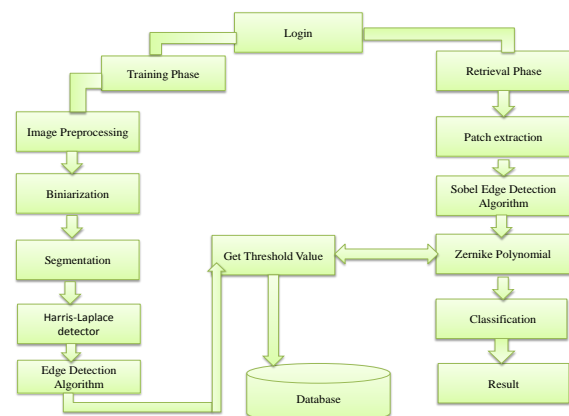 Login
Training Phase
Retrieval Phase
Image Preprocessing
Patch extraction
Biniarization
Sobel Edge Detection
Algorithm
Segmentation
Get Threshold Value
Zernike Polynomial
Harris-Laplace
detector
Classification
Edge Detection
Algorithm
Database
Result